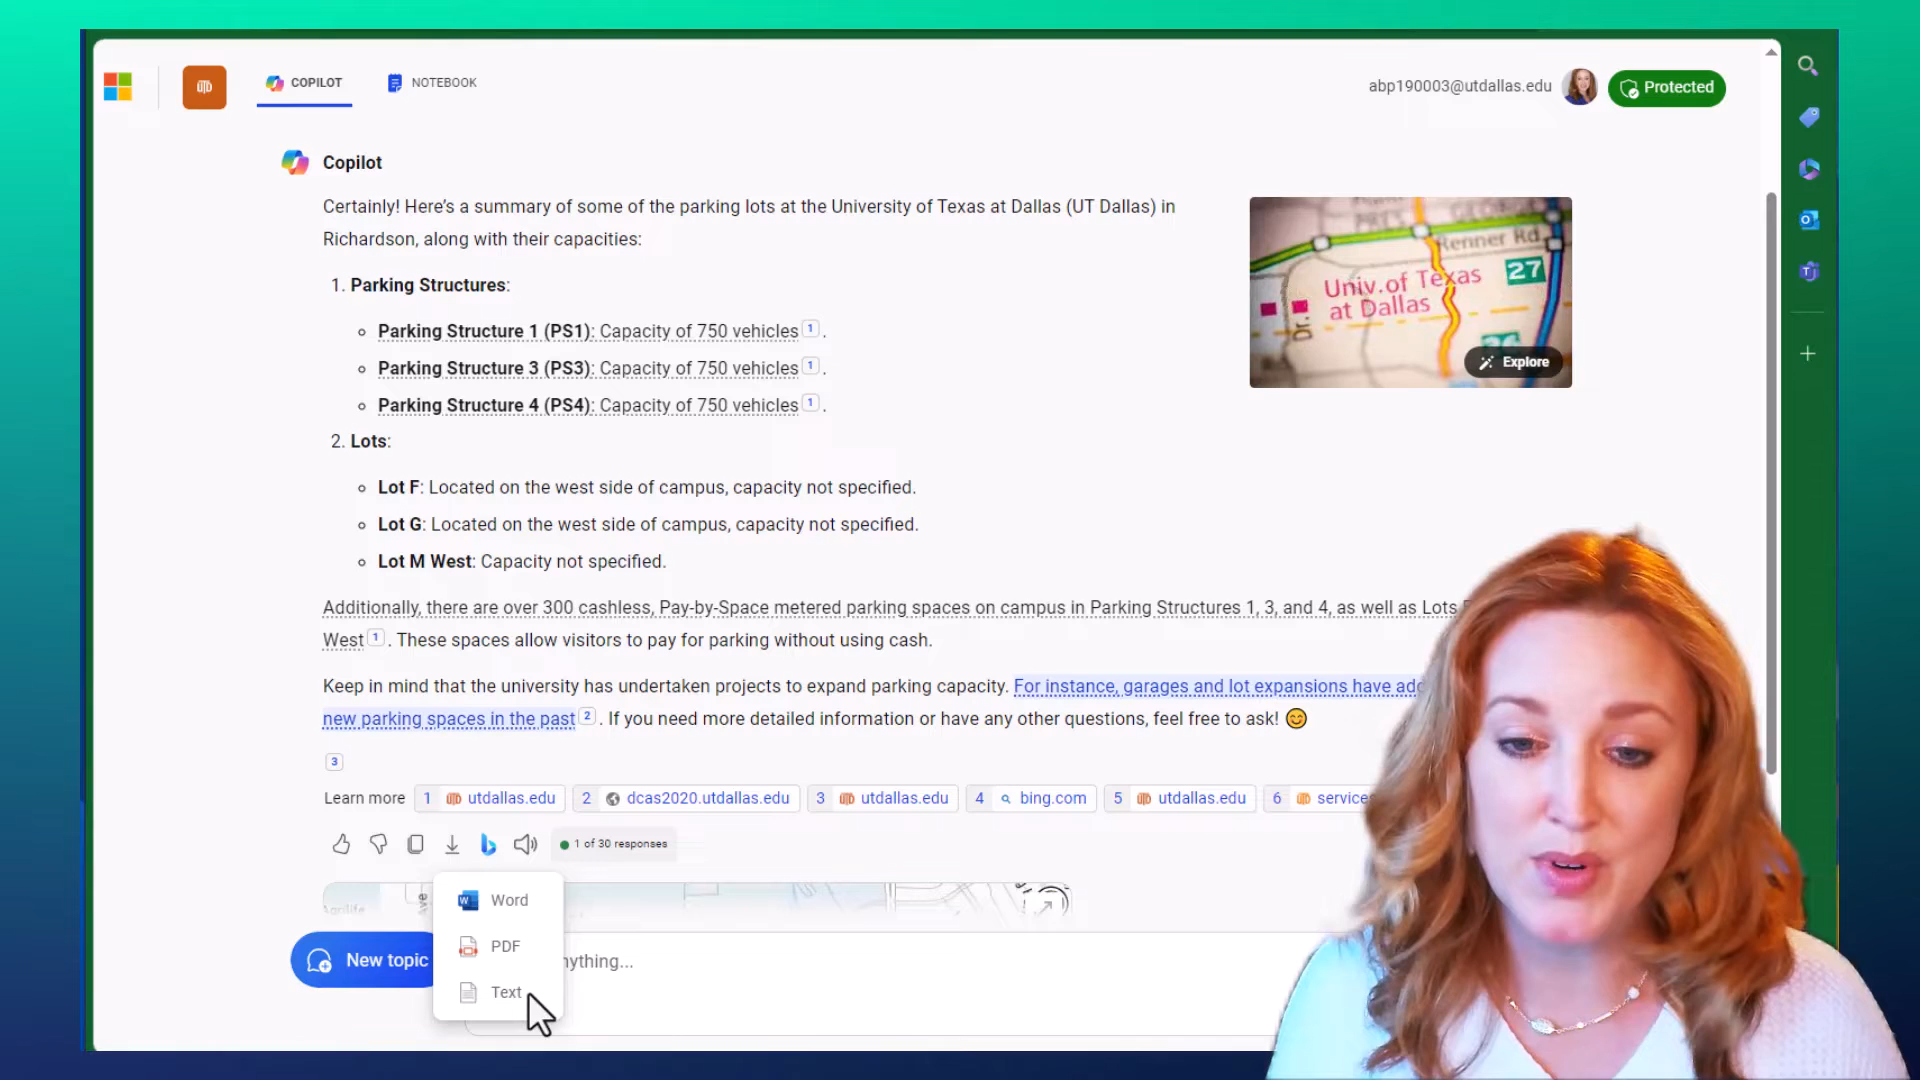 COPILOT
NOTEBOOK
abp190003@utdallas.edu
Protected
Copilot
Certainly! Here's a summary of some of the parking lots at the University of Texas at Dallas (UT Dallas) in
Richardson, along with their capacities:
1. Parking Structures:
Parking Structure 1 (PS1): Capacity of 750 vehicles 1 .
Parking Structure 3 (PS3): Capacity of 750 vehicles 1 .
Parking Structure 4 (PS4): Capacity of 750 vehicles 1 .
Renner Rd.
27
Univ. of Texas
at Dallas
Dr.
Explore
2. Lots:
Lot F: Located on the west side of campus, capacity not specified.
Lot G: Located on the west side of campus, capacity not specified.
Lot M West: Capacity not specified.
Additionally, there are over 300 cashless, Pay-by-Space metered parking spaces on campus in Parking Structures 1, 3, and 4, as well as Lots
West 1 . These spaces allow visitors to pay for parking without using cash.
Keep in mind that the university has undertaken projects to expand parking capacity. For instance, garages and lot expansions have
new parking spaces in the past 2 . If you need more detailed information or have any other questions, feel free to ask! 😊
3
Learn more 1 utdallas.edu 2 dcas2020.utdallas.edu 3 utdallas.edu 4 bing.com 5 utdallas.edu 6 services
1 of 30 responses
Word
PDF
Text
New topic
nything...